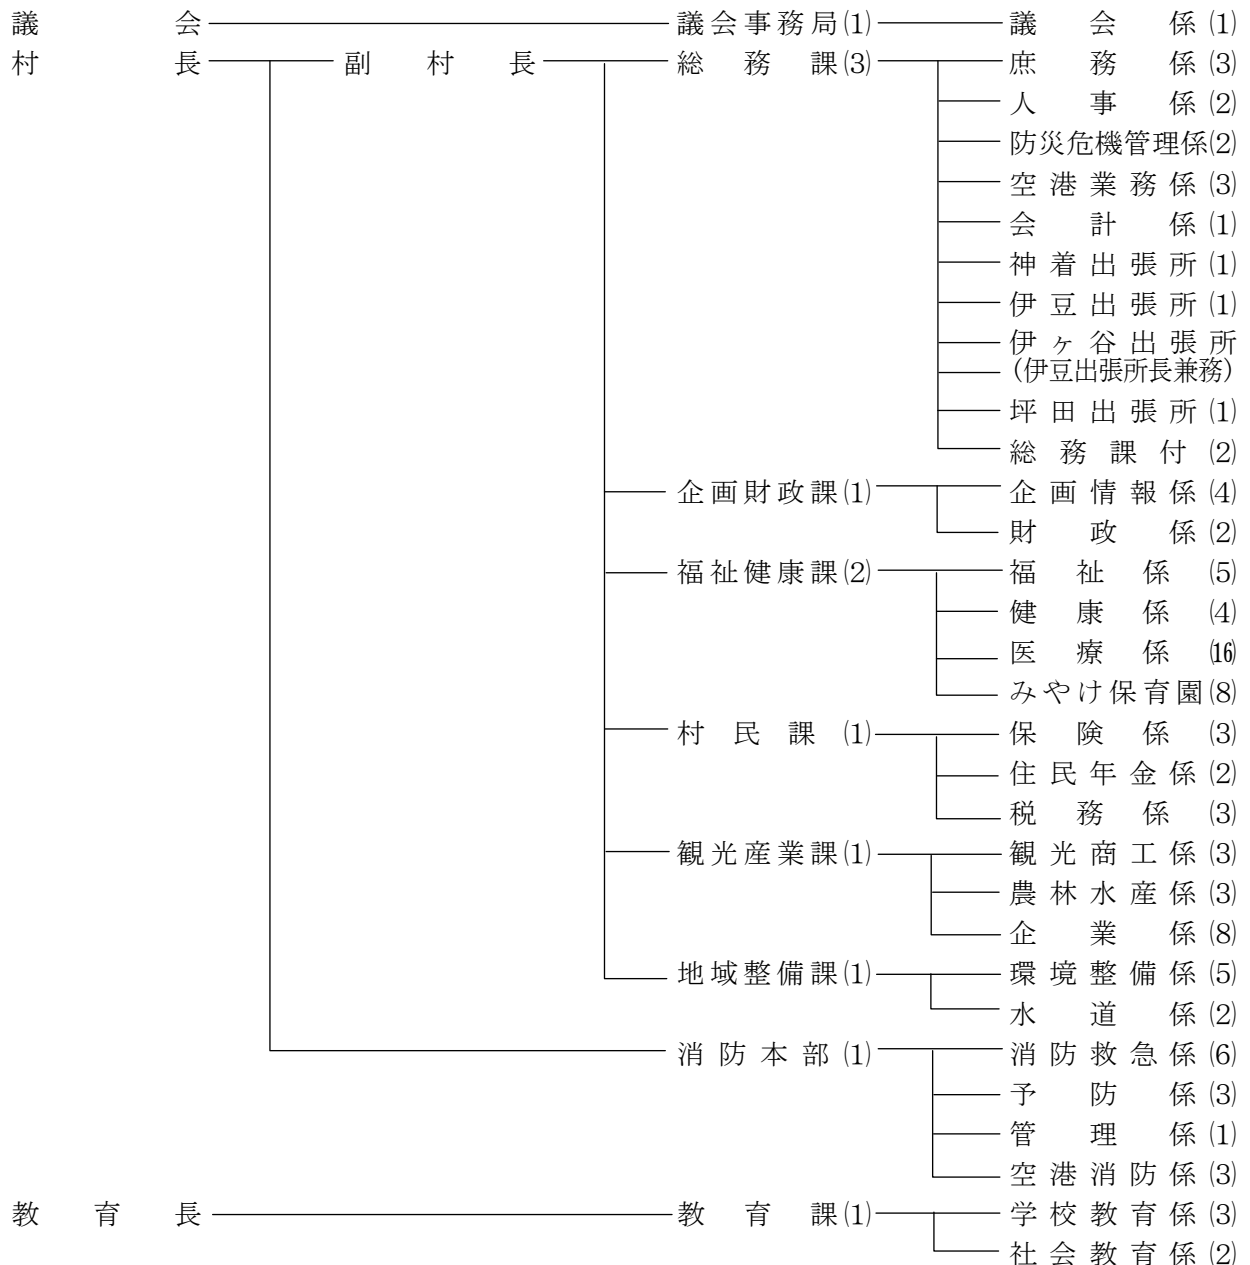 議会 議会事務局(1) 議会係(1)
村長 副村長 総務課(3) 庶務係(3)
人事係(2)
防災危機管理係(2)
空港業務係(3)
会計係(1)
神着出張所(1)
伊豆出張所(1)
伊ヶ谷出張所
(伊豆出張所長兼務)
坪田出張所(1)
総務課付(2)
企画財政課(1) 企画情報係(4)
財政係(2)
福祉健康課(2) 福祉係(5)
健康係(4)
医療係(16)
みやけ保育園(8)
村民課(1) 保険係(3)
住民年金係(2)
税務係(3)
観光産業課(1) 観光商工係(3)
農林水産係(3)
企業係(8)
地域整備課(1) 環境整備係(5)
水道係(2)
消防本部(1) 消防救急係(6)
予防係(3)
管理係(1)
空港消防係(3)
教育長 教育課(1) 学校教育係(3)
社会教育係(2)